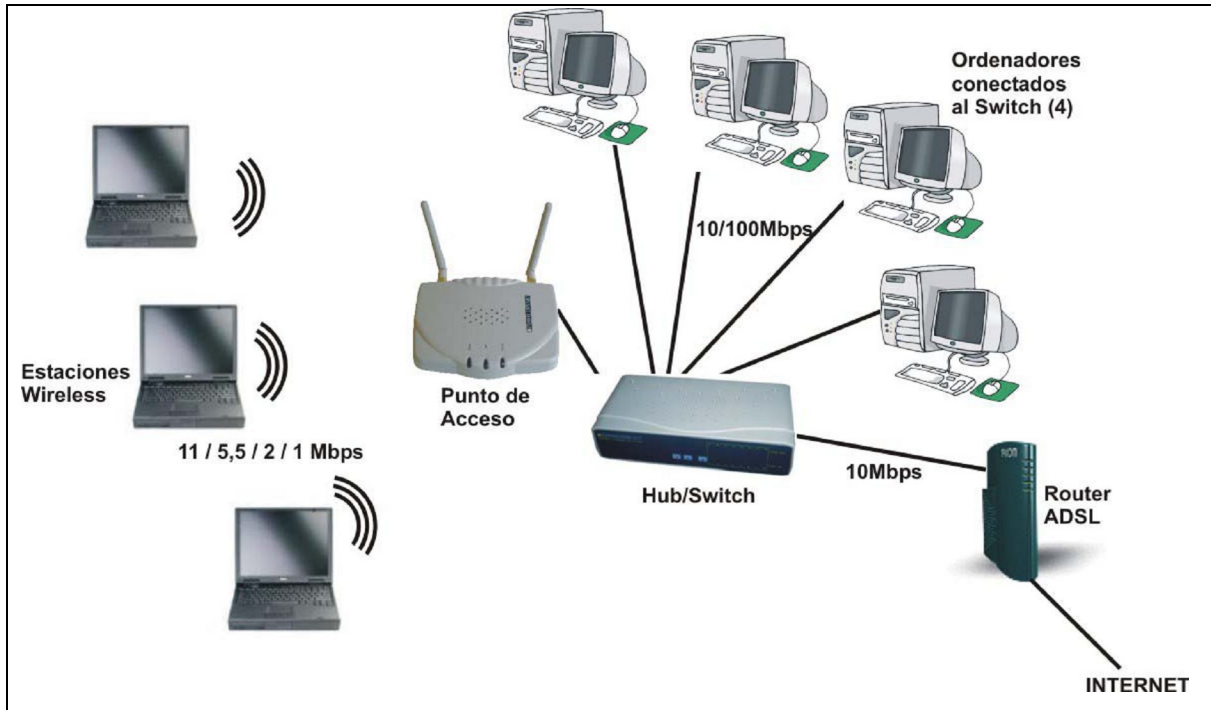 Ordenadores
conectados
al Switch (4)
10/100Mbps
Estaciones
Wireless
11 / 5,5 / 2 / 1 Mbps
Punto de
Acceso
Hub/Switch
10Mbps
Router
ADSL
INTERNET